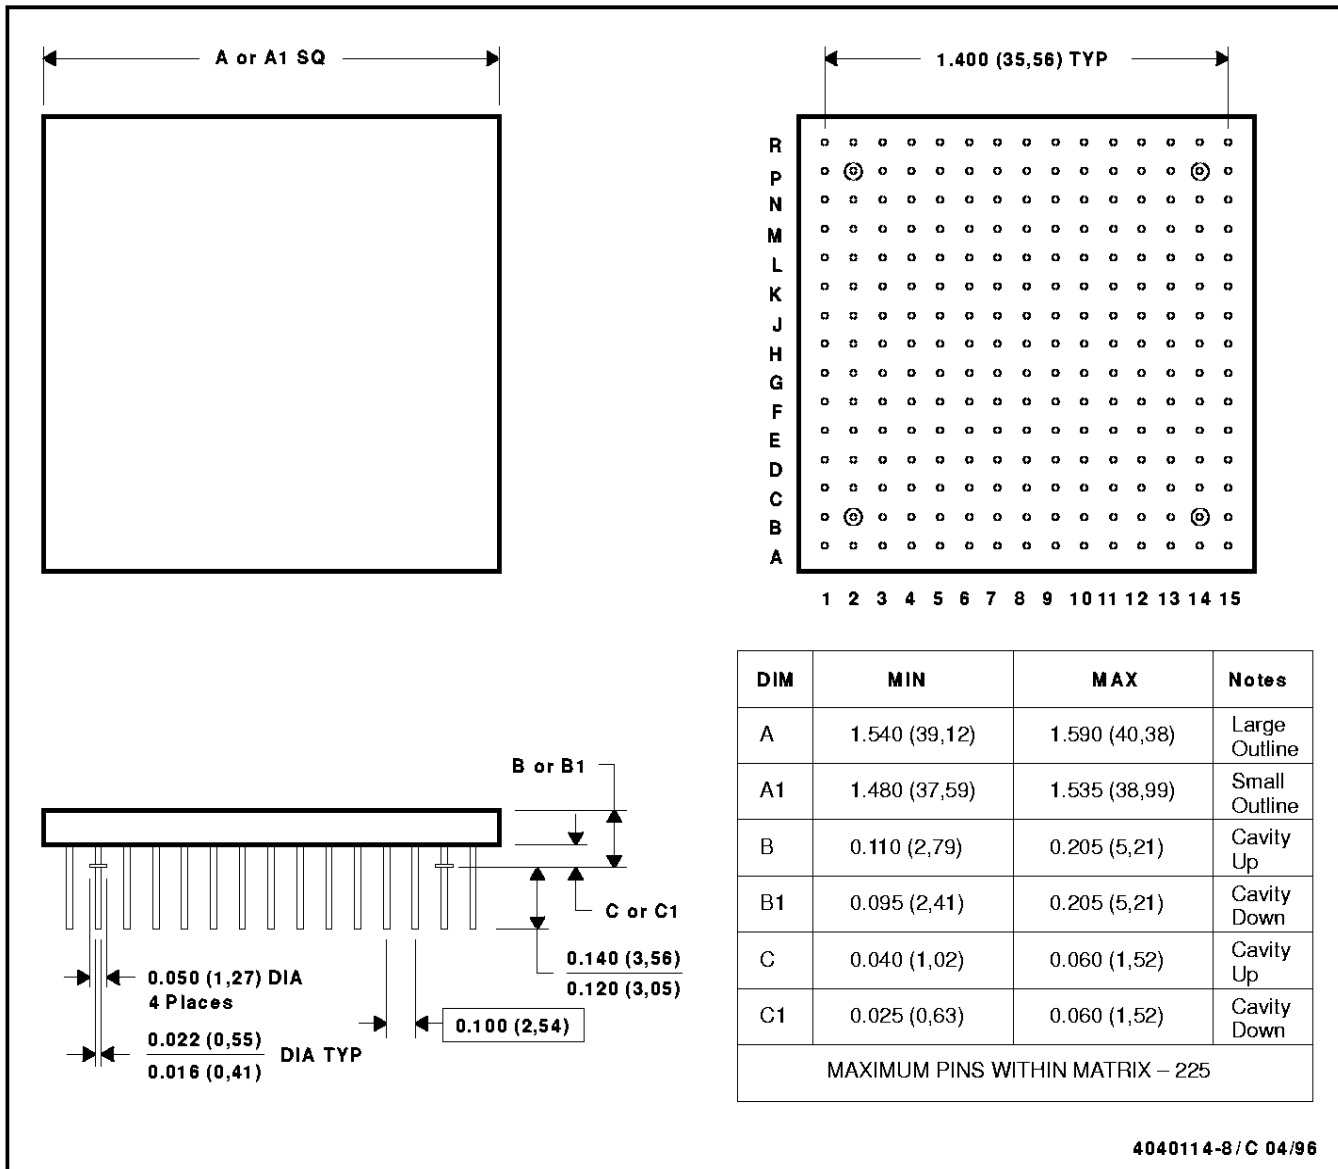 A or A1 SQ
1.400 (35,56) TYP
R
P
N
M
L
K
J
H
G
F
E
D
C
B
A
1 2 3 4 5 6 7 8 9 10 11 12 13 14 15
B or B1
C or C1
0.140 (3,56)
0.120 (3,05)
0.050 (1,27) DIA
4 Places
0.100 (2,54)
0.022 (0,55)
0.016 (0,41)
DIA TYP
DIM MIN MAX Notes
A 1.540 (39,12) 1.590 (40,38) Large Outline
A1 1.480 (37,59) 1.535 (38,99) Small Outline
B 0.110 (2,79) 0.205 (5,21) Cavity Up
B1 0.095 (2,41) 0.205 (5,21) Cavity Down
C 0.040 (1,02) 0.060 (1,52) Cavity Up
C1 0.025 (0,63) 0.060 (1,52) Cavity Down
MAXIMUM PINS WITHIN MATRIX – 225
4040114-8/C 04/96